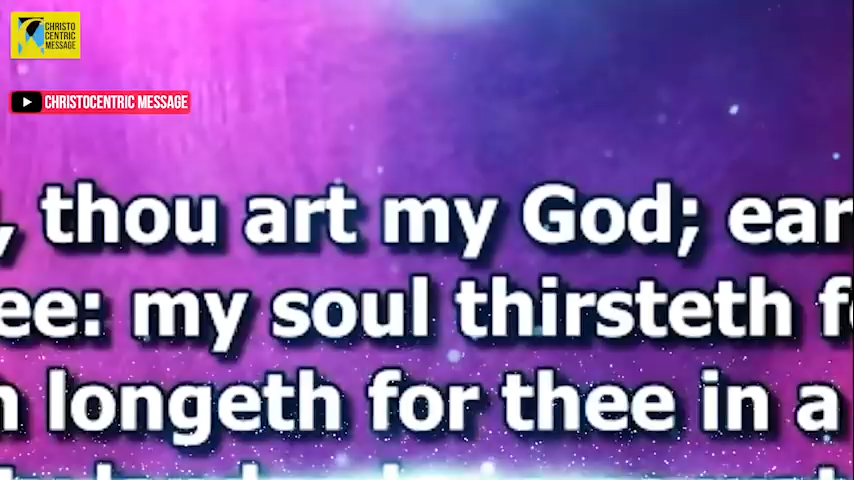 CHRISTO
CENTRIC
MESSAGE
CHRISTOCENTRIC MESSAGE
, thou art my God; ear
ee: my soul thirsteth f
longeth for thee in a